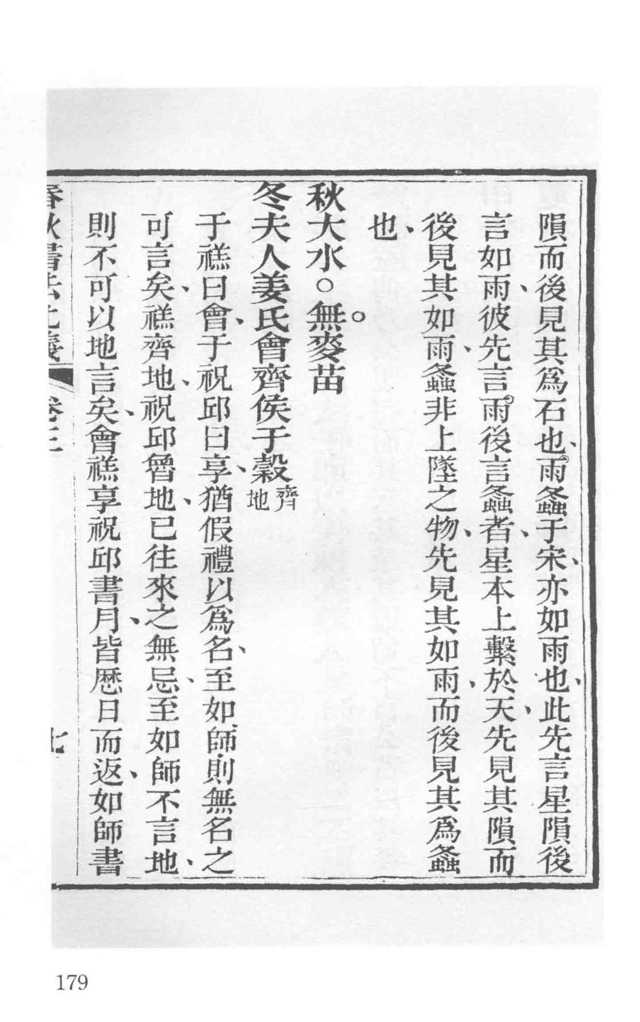 隕而後見其爲石也雨螽于宋亦如雨也此先言星隕後
言如雨彼先言雨後言螽者星本上繫於天先見其隕而
後見其如雨螽非上墜之物先見其如雨而後見其爲螽
也
秋大水○無麥苗
冬夫人姜氏會齊侯于穀齊地
于禚曰會于祝邱曰享猶假禮以爲名至如師則無名之
可言矣禚齊地祝邱魯地已往來之無忌至如師不言地
則不可以地言矣會禚享祝邱書月皆歷日而返如師書
春秋 卷三 七
179